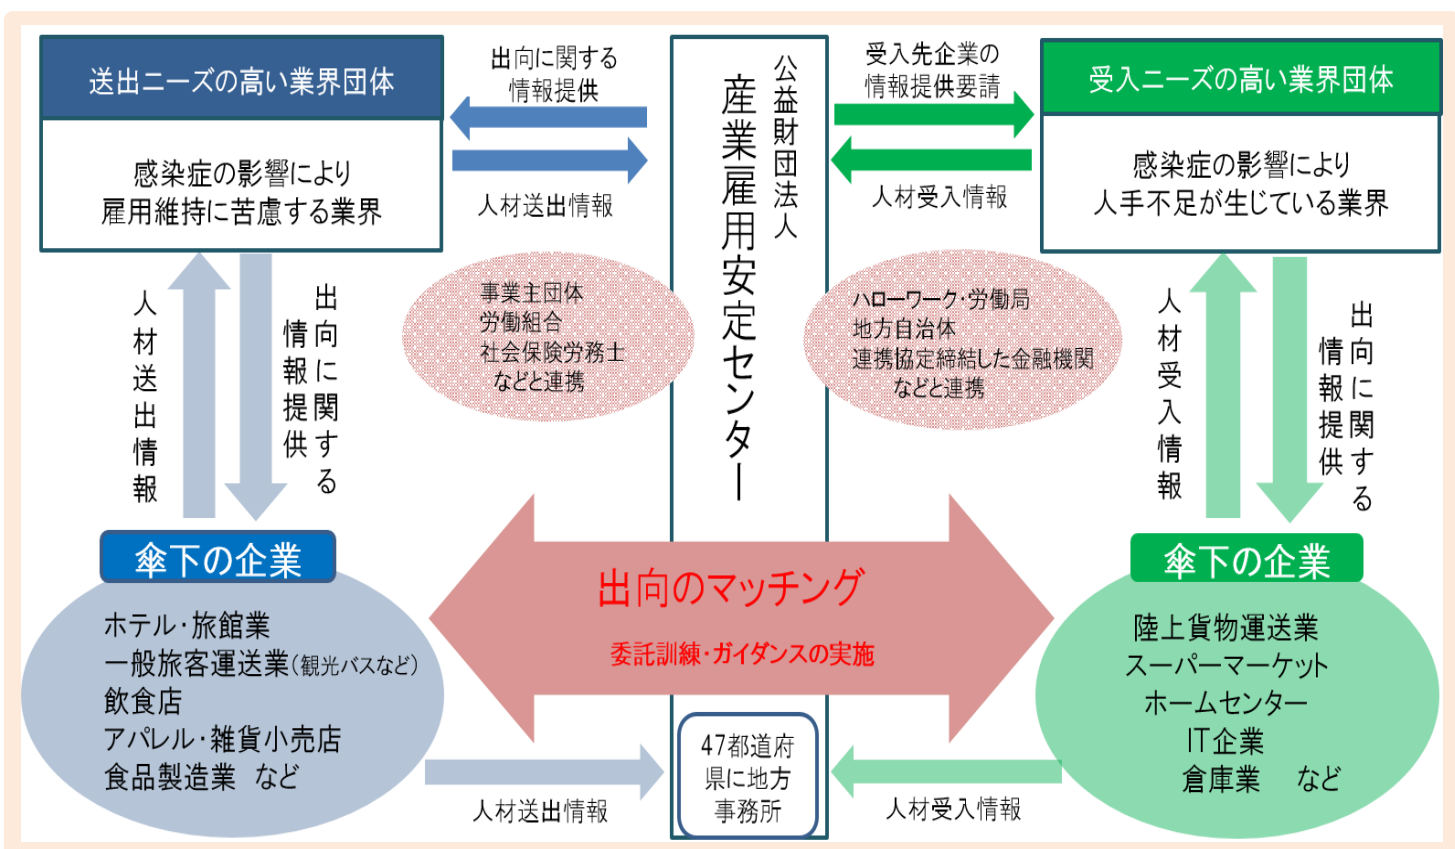 送出ニーズの高い業界団体
感染症の影響により
雇用維持に苦慮する業界
出向に関する
情報提供
人材送出情報
公益財団法人
産業雇用安定センター
受入先企業の
情報提供要請
人材受入情報
受入ニーズの高い業界団体
感染症の影響により
人手不足が生じている業界
人材送出情報
出向に関する
情報提供
事業主団体
労働組合
社会保険労務士
などと連携
ハローワーク・労働局
地方自治体
連携協定締結した金融機関
などと連携
人材受入情報
出向に関する
情報提供
傘下の企業
ホテル・旅館業
一般旅客運送業(観光バスなど)
飲食店
アパレル・雑貨小売店
食品製造業 など
出向のマッチング
委託訓練・ガイダンスの実施
傘下の企業
陸上貨物運送業
スーパーマーケット
ホームセンター
IT企業
倉庫業 など
人材送出情報
47都道府
県に地方
事務所
人材受入情報